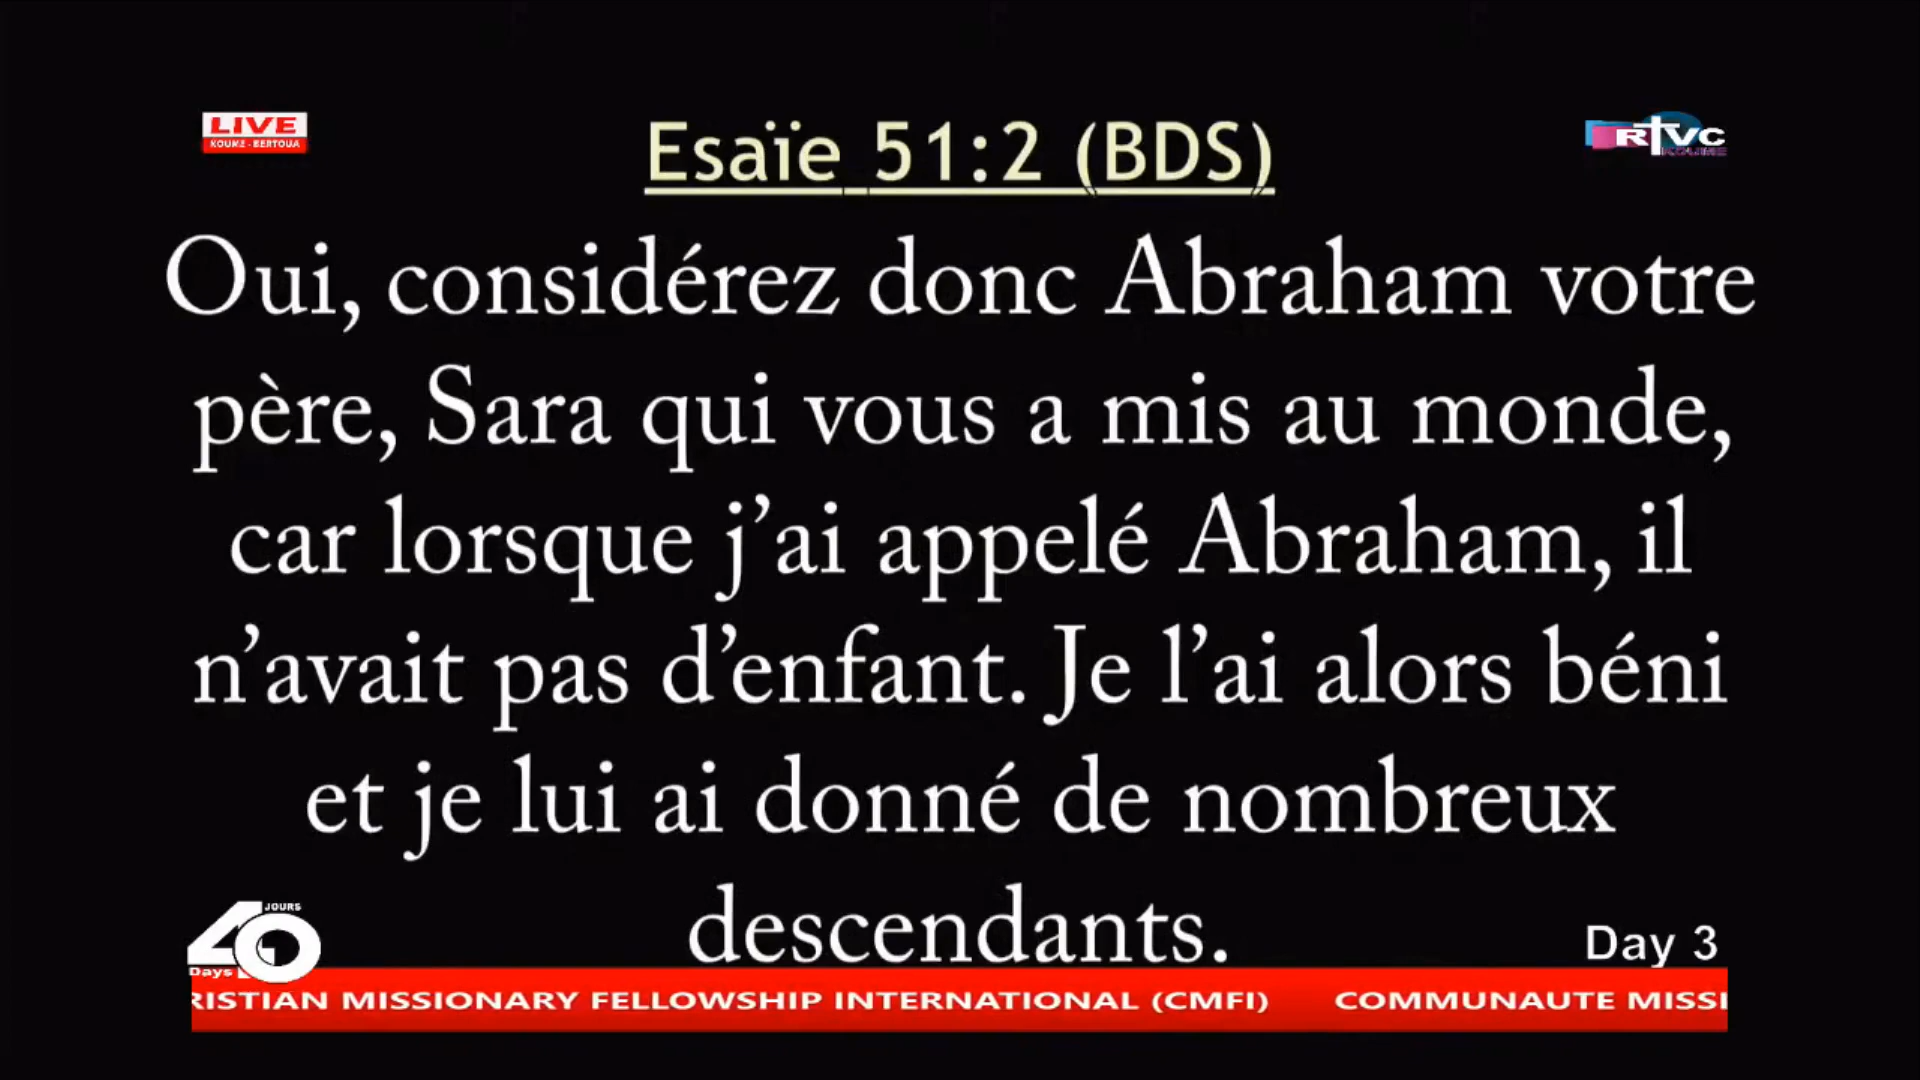 LIVE
KOUME - BERTOUA
Esaïe 51:2 (BDS)
RTVC
KOUME
Oui, considérez donc Abraham votre
père, Sara qui vous a mis au monde,
car lorsque j’ai appelé Abraham, il
n’avait pas d’enfant. Je l’ai alors béni
et je lui ai donné de nombreux
descendants.
JOURS
40
Days
Day 3
RISTIAN MISSIONARY FELLOWSHIP INTERNATIONAL (CMFI) COMMUNAUTE MISSI